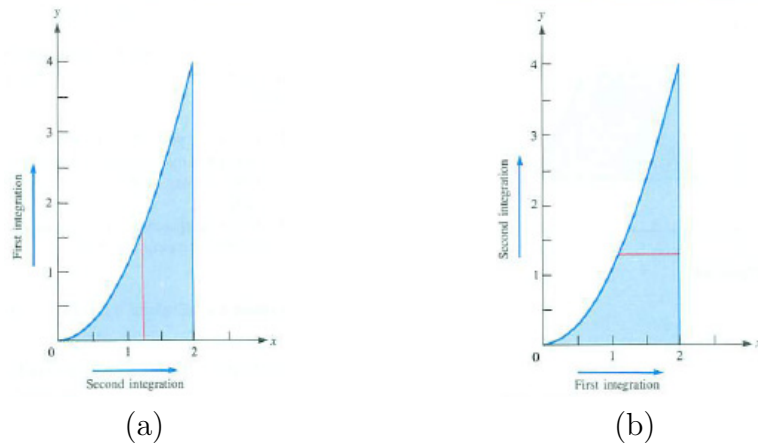 y
4
3
2
1
0
1
2
x
First integration
Second integration
(a)
y
4
3
2
1
0
1
2
x
Second integration
First integration
(b)